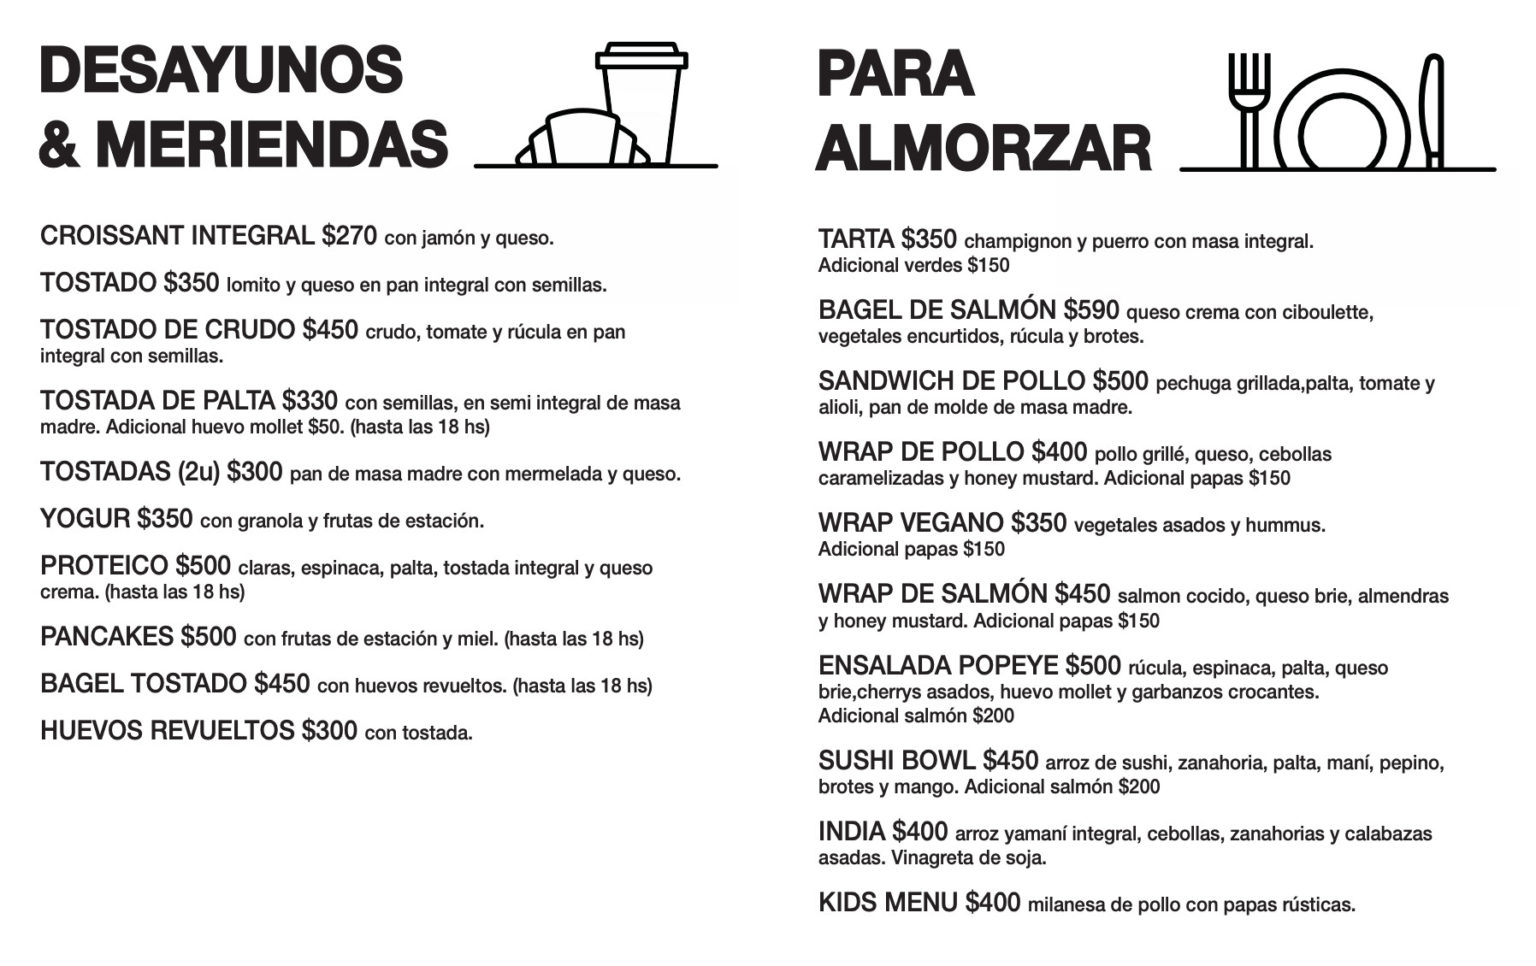 DESAYUNOS
& MERIENDAS
CROISSANT INTEGRAL $270 con jamón y queso.
TOSTADO $350 lomito y queso en pan integral con semillas.
TOSTADO DE CRUDO $450 crudo, tomate y rúcula en pan
integral con semillas.
TOSTADA DE PALTA $330 con semillas, en semi integral de masa
madre. Adicional huevo mollet $50. (hasta las 18 hs)
TOSTADAS (2u) $300 pan de masa madre con mermelada y queso.
YOGUR $350 con granola y frutas de estación.
PROTEICO $500 claras, espinaca, palta, tostada integral y queso
crema. (hasta las 18 hs)
PANCAKES $500 con frutas de estación y miel. (hasta las 18 hs)
BAGEL TOSTADO $450 con huevos revueltos. (hasta las 18 hs)
HUEVOS REVUELTOS $300 con tostada.
PARA
ALMORZAR
TARTA $350 champignon y puerro con masa integral.
Adicional verdes $150
BAGEL DE SALMÓN $590 queso crema con ciboulette,
vegetales encurtidos, rúcula y brotes.
SANDWICH DE POLLO $500 pechuga grillada,palta, tomate y
alioli, pan de molde de masa madre.
WRAP DE POLLO $400 pollo grillé, queso, cebollas
caramelizadas y honey mustard. Adicional papas $150
WRAP VEGANO $350 vegetales asados y hummus.
Adicional papas $150
WRAP DE SALMÓN $450 salmon cocido, queso brie, almendras
y honey mustard. Adicional papas $150
ENSALADA POPEYE $500 rúcula, espinaca, palta, queso
brie,cherrys asados, huevo mollet y garbanzos crocantes.
Adicional salmón $200
SUSHI BOWL $450 arroz de sushi, zanahoria, palta, maní, pepino,
brotes y mango. Adicional salmón $200
INDIA $400 arroz yamaní integral, cebollas, zanahorias y calabazas
asadas. Vinagreta de soja.
KIDS MENU $400 milanesa de pollo con papas rústicas.